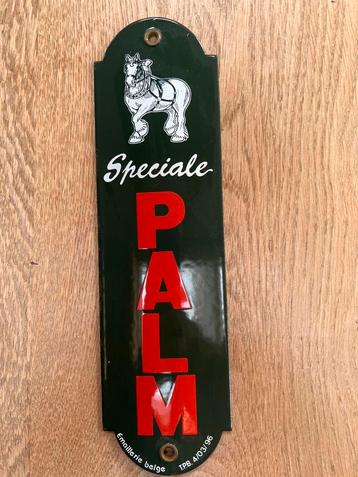 Speciale
PALM
Emaillerie belge TPB. 4/03/96